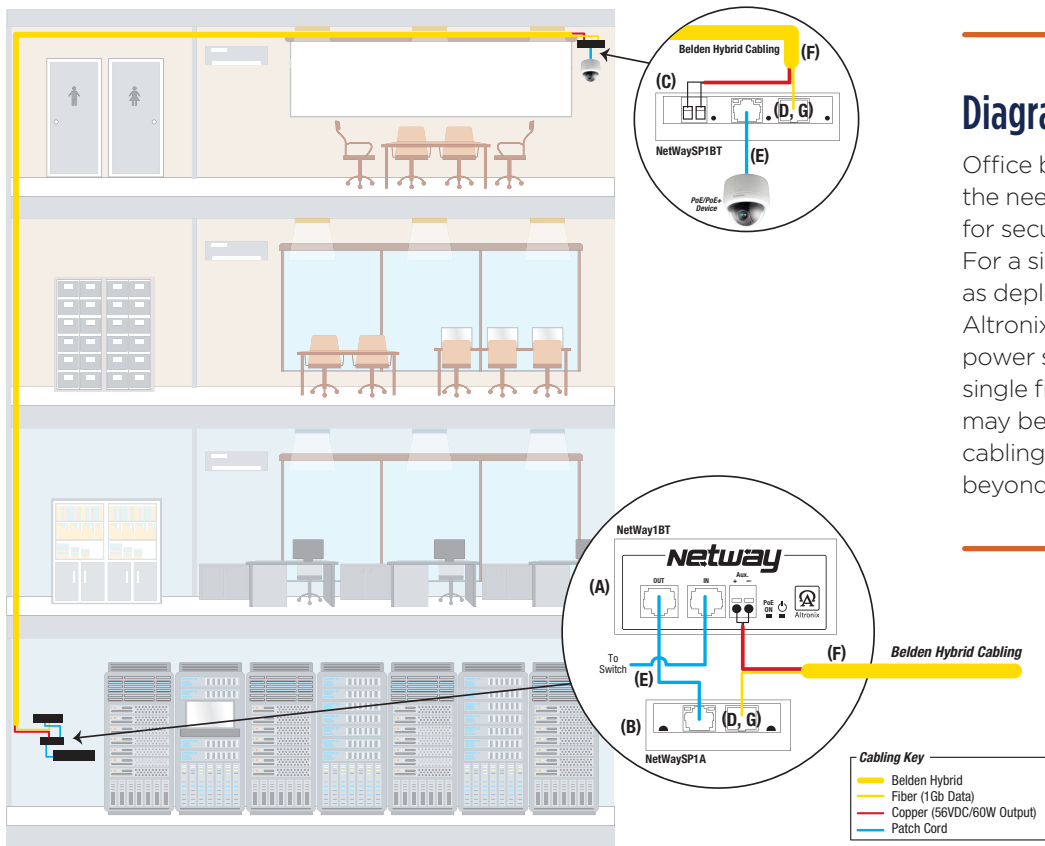 Belden Hybrid Cabling
(F)
(C)
(D, G)
NetWaySP1BT
(E)
PoE/PoE+
Device
Diagra
Office b
the nee
for secu
For a si
as deplo
Altronix
power s
single fi
may be
cabling
beyond
NetWay1BT
Netway
(A)
OUT
IN
Aux.
+ −
PoE
ON
Altronix
To
Switch
(E)
(F)
Belden Hybrid Cabling
(B)
(D, G)
NetWaySP1A
Cabling Key
Belden Hybrid
Fiber (1Gb Data)
Copper (56VDC/60W Output)
Patch Cord